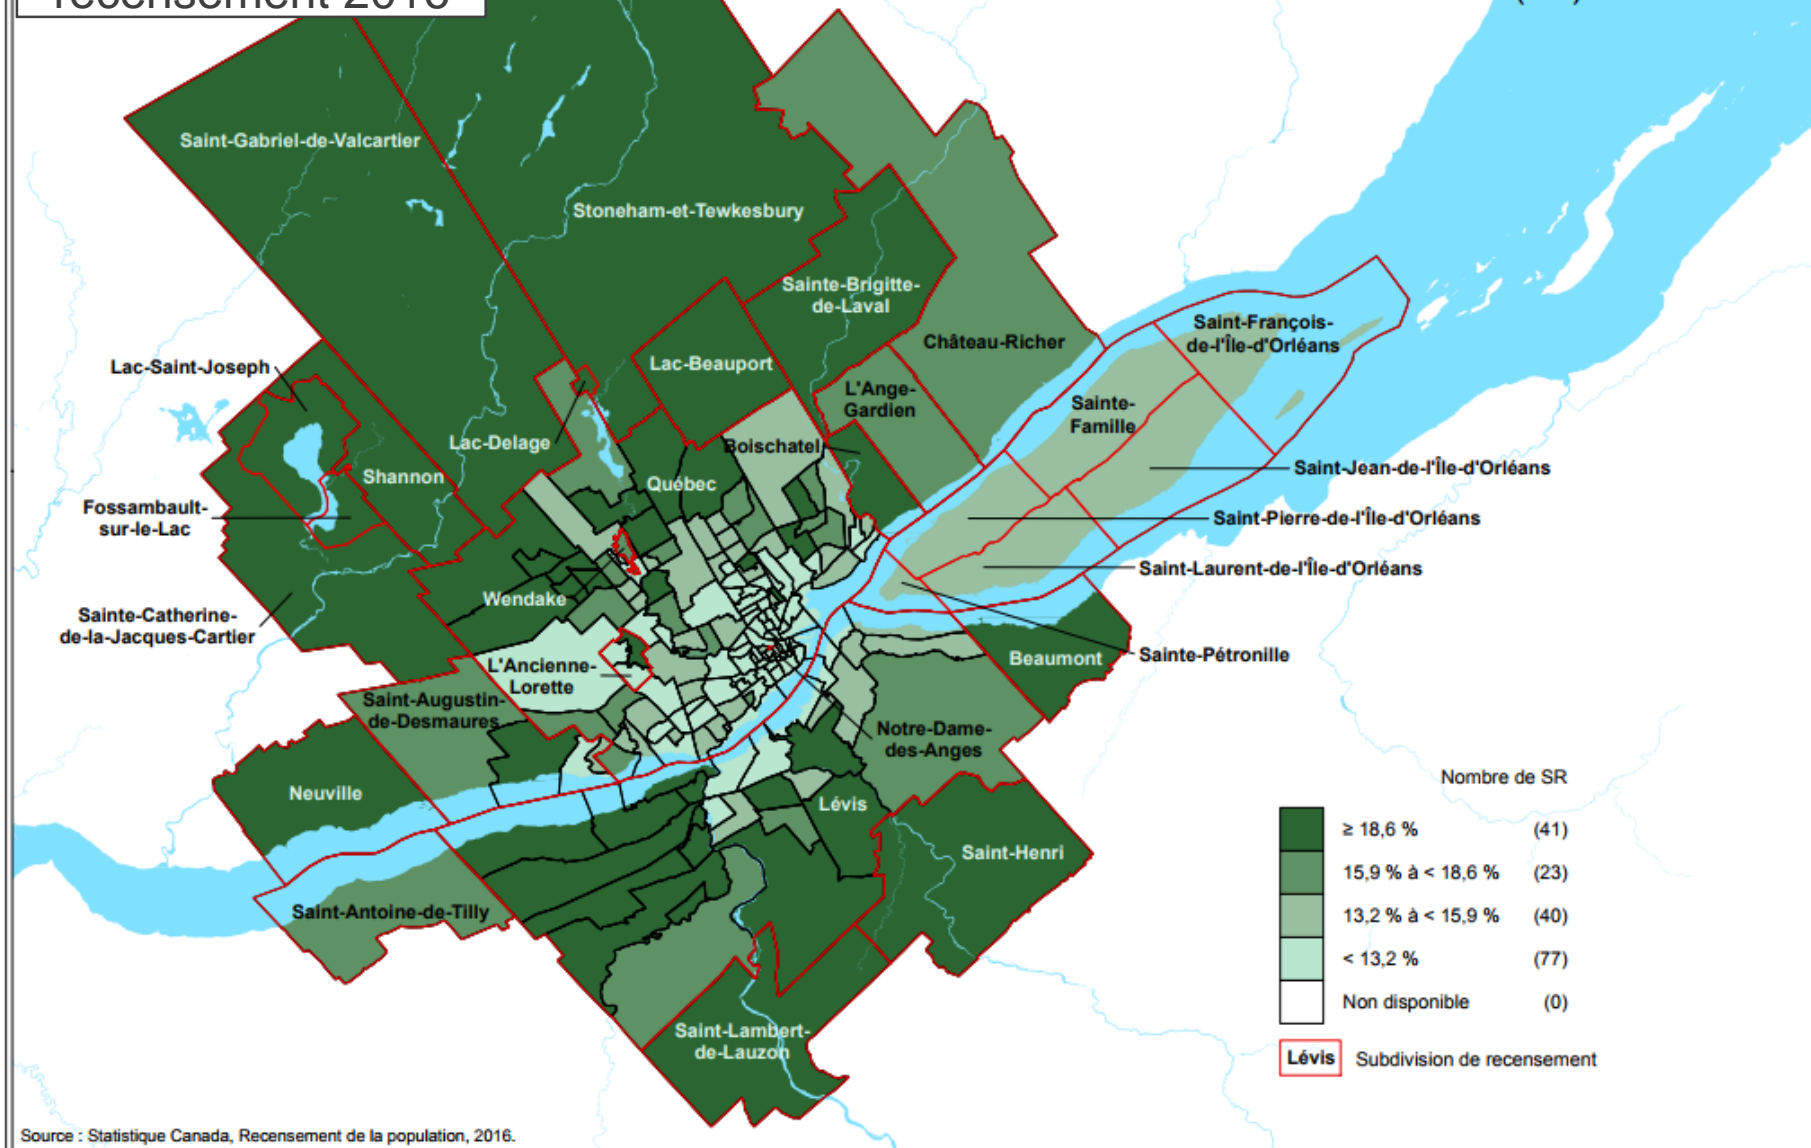 recensement 2016
Saint-Gabriel-de-Valcartier
Stoneham-et-Tewkesbury
Sainte-Brigitte-
de-Laval
Château-Richer
Saint-François-
de-l'Île-d'Orléans
Lac-Saint-Joseph
Lac-Beauport
L'Ange-
Gardien
Sainte-
Famille
Lac-Delage
Boischatel
Shannon
Québec
Saint-Jean-de-l'Île-d'Orléans
Fossambault-
sur-le-Lac
Saint-Pierre-de-l'Île-d'Orléans
Saint-Laurent-de-l'Île-d'Orléans
Wendake
Sainte-Catherine-
de-la-Jacques-Cartier
Sainte-Pétronille
Beaumont
L'Ancienne-
Lorette
Saint-Augustin-
de-Desmaures
Notre-Dame-
des-Anges
Neuville
Lévis
Saint-Henri
Saint-Antoine-de-Tilly
Saint-Lambert-
de-Lauzon
Nombre de SR
≥ 18,6 % (41)
15,9 % à < 18,6 % (23)
13,2 % à < 15,9 % (40)
< 13,2 % (77)
Non disponible (0)
Lévis Subdivision de recensement
Source : Statistique Canada, Recensement de la population, 2016.